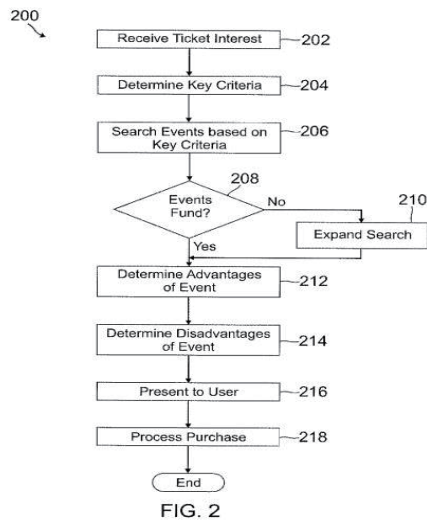 200
Receive Ticket Interest
202
Determine Key Criteria
204
Search Events based on
Key Criteria
206
208
Events
Fund?
No
210
Expand Search
Yes
Determine Advantages
of Event
212
Determine Disadvantages
of Event
214
Present to User
216
Process Purchase
218
End
FIG. 2